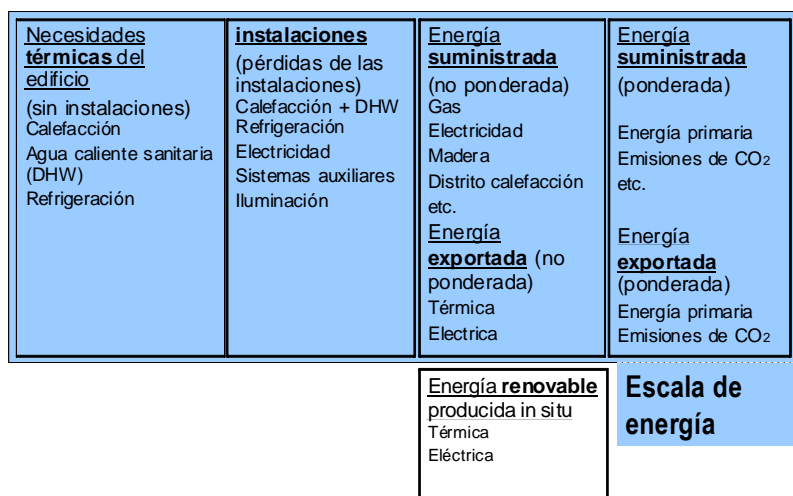 Necesidades
térmicas del
edificio
(sin instalaciones)
Calefacción
Agua caliente sanitaria
(DHW)
Refrigeración
instalaciones
(pérdidas de las
instalaciones)
Calefacción + DHW
Refrigeración
Electricidad
Sistemas auxiliares
Iluminación
Energía
suministrada
(no ponderada)
Gas
Electricidad
Madera
Distrito calefacción
etc.
Energía
exportada (no
ponderada)
Térmica
Electrica
Energía
suministrada
(ponderada)
Energía primaria
Emisiones de CO2
etc.
Energía
exportada
(ponderada)
Energía primaria
Emisiones de CO2
Energía renovable
producida in situ
Térmica
Eléctrica
Escala de
energía